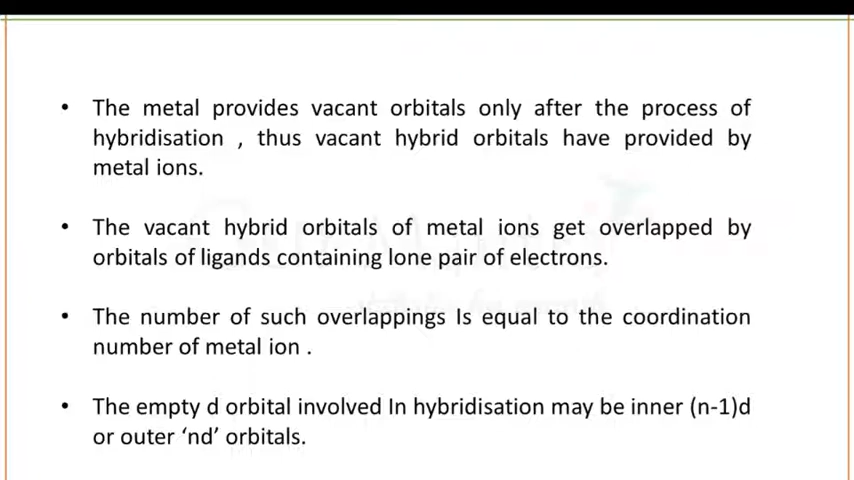 • The metal provides vacant orbitals only after the process of
hybridisation , thus vacant hybrid orbitals have provided by
metal ions.
• The vacant hybrid orbitals of metal ions get overlapped by
orbitals of ligands containing lone pair of electrons.
• The number of such overlappings Is equal to the coordination
number of metal ion .
• The empty d orbital involved In hybridisation may be inner (n-1)d
or outer ‘nd’ orbitals.